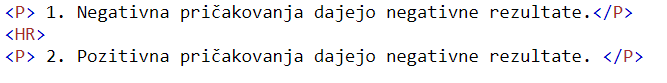 <P> 1. Negativna pričakovanja dajejo negativne rezultate.</P>
<HR>
<P> 2. Pozitivna pričakovanja dajejo negativne rezultate. </P>